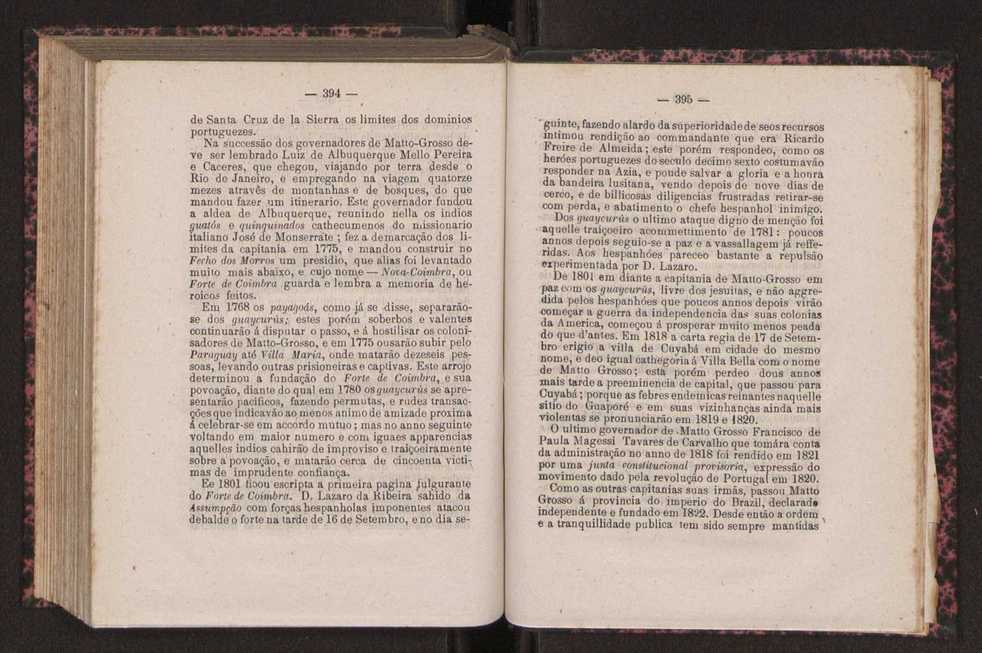 — 394 —
de Santa Cruz de la Sierra os limites dos dominios
portuguezes.
Na successão dos governadores de Matto-Grosso de-
ve ser lembrado Luiz de Albuquerque Mello Pereira
e Caceres, que chegou, viajando por terra desde o
Rio de Janeiro, e empregando na viagem quatorze
mezes atravès de montanhas e de bosques, do que
mandou fazer um itinerario. Este governador fundou
a aldea de Albuquerque, reunindo nella os indios
guatós e quinquinados cathecumenos do missionario
italiano José de Monserrate ; fez a demarcação dos li-
mites da capitania em 1775, e mandou construir no
Fecho dos Morros um presidio, que alias foi levantado
muito mais abaixo, e cujo nome — Nova-Coimbra, ou
Forte de Coimbra guarda e lembra a memoria de he-
roicos feitos.
Em 1768 os payagoás, como já se disse, separarão-
se dos guaycurús; estes porém soberbos e valentes
continuarão á disputar o passo, e á hostilisar os coloni-
sadores de Matto-Grosso, e em 1775 ousarão subir pelo
Paraguay até Villa Maria, onde matarão dezeseis pes-
soas, levando outras prisioneiras e captivas. Este arrojo
determinou a fundação do Forte de Coimbra, e sua
povoação, diante do qual em 1780 os guaycurús se apre-
sentarão pacificos, fazendo permutas, e rudes transac-
ções que indicavão ao menos animo de amizade proxima
á celebrar-se em accordo mutuo ; mas no anno seguinte
voltando em maior numero e com iguaes apparencias
aquelles indios cahirão de improviso e traiçoeiramente
sobre a povoação, e matarão cerca de cincoenta victi-
mas de imprudente confiança.
Ee 1801 ficou escripta a primeira pagina julgurante
do Forte de Coimbra. D. Lazaro da Ribeira sahido da
Assumpção com forças hespanholas imponentes atacou
debalde o forte na tarde de 16 de Setembro, e no dia se-
— 395 —
guinte, fazendo alardo da superioridade de seos recursos
intimou rendição ao commandante que era Ricardo
Freire de Almeida; este porém respondeo, como os
heróes portuguezes do seculo decimo sexto costumavão
responder na Azia, e poude salvar a gloria e a honra
da bandeira lusitana, vendo depois de nove dias de
cerco, e de billicosas diligencias frustradas retirar-se
com perda, e abatimento o chefe hespanhol inimigo.
Dos guaycurús o ultimo ataque digno de menção foi
aquelle traiçoeiro acommettimento de 1781 : poucos
annos depois seguio-se a paz e a vassallagem já reffe-
ridas. Aos hespanhóes pareceo bastante a repulsão
experimentada por D. Lazaro.
De 1801 em diante a capitania de Matto-Grosso em
paz com os guaycurús, livre dos jesuitas, e não aggre-
dida pelos hespanhóes que poucos annos depois virão
começar a guerra da independencia das suas colonias
da America, começou á prosperar muito menos peada
do que d'antes. Em 1818 a carta regia de 17 de Setem-
bro erigio a villa de Cuyabá em cidade do mesmo
nome, e deo igual cathegoria á Villa Bella com o nome
de Matto Grosso; esta porém perdeo dous annos
mais tarde a preeminencia de capital, que passou para
Cuyabá ; porque as febres endemicas reinantes naquelle
sitio do Guaporé e em suas vizinhanças ainda mais
violentas se pronunciarão em 1819 e 1820.
O ultimo governador de Matto Grosso Francisco de
Paula Magessi Tavares de Carvalho que tomára conta
da administração no anno de 1818 foi rendido em 1821
por uma junta constitucional provisoria, expressão do
movimento dado pela revolução de Portugal em 1820.
Como as outras capitanias suas irmãs, passou Matto
Grosso á provincia do imperio do Brazil, declarado
independente e fundado em 1822. Desde então a ordem
e a tranquillidade publica tem sido sempre mantidas